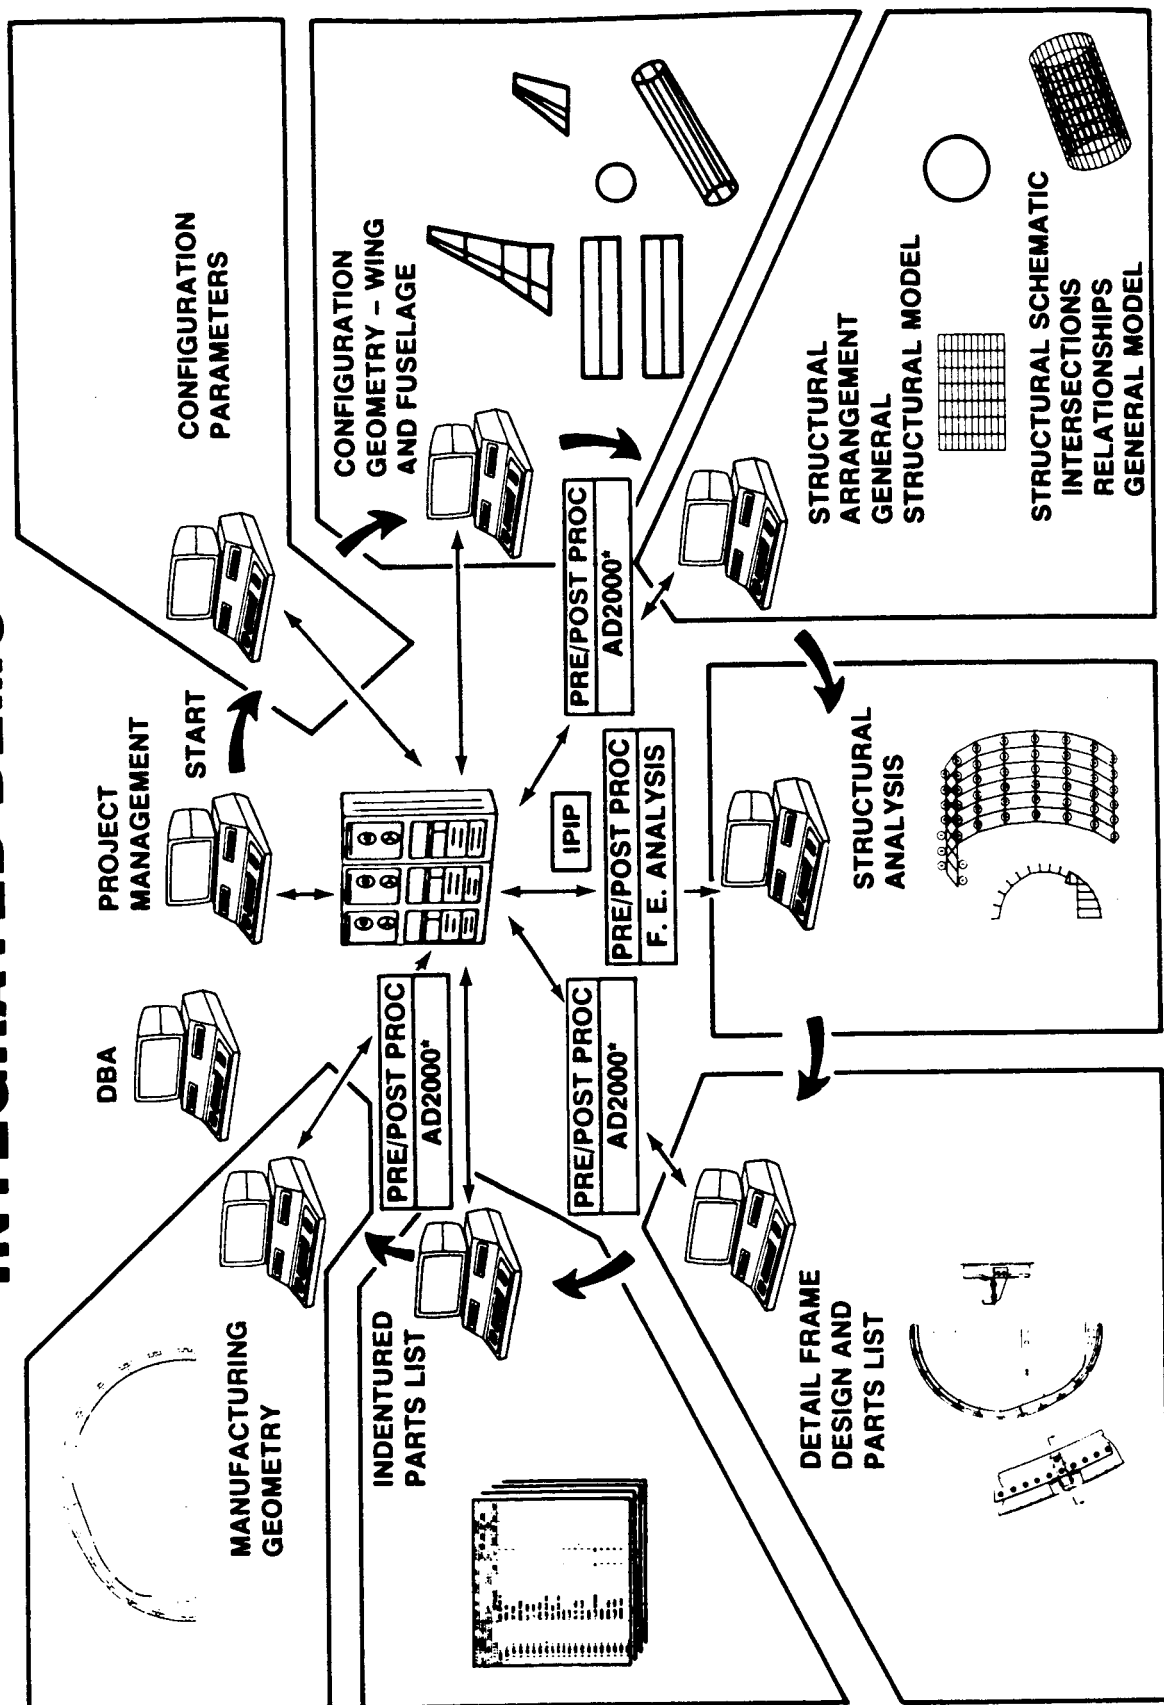 INTEGRATED DEMO
DBA
PROJECT
MANAGEMENT
START
CONFIGURATION
PARAMETERS
MANUFACTURING
GEOMETRY
CONFIGURATION
GEOMETRY – WING
AND FUSELAGE
INDENTURED
PARTS LIST
PRE/POST PROC
AD2000*
IPIP
PRE/POST PROC
AD2000*
PRE/POST PROC
F. E. ANALYSIS
PRE/POST PROC
AD2000*
DETAIL FRAME
DESIGN AND
PARTS LIST
STRUCTURAL
ANALYSIS
STRUCTURAL
ARRANGEMENT
GENERAL
STRUCTURAL MODEL
STRUCTURAL SCHEMATIC
INTERSECTIONS
RELATIONSHIPS
GENERAL MODEL